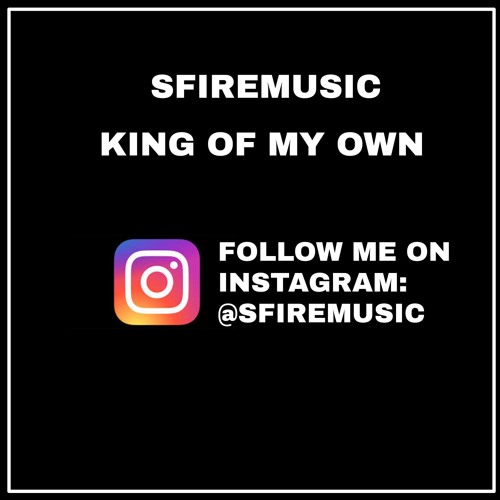 SFIREMUSIC
KING OF MY OWN
FOLLOW ME ON
INSTAGRAM:
@SFIREMUSIC